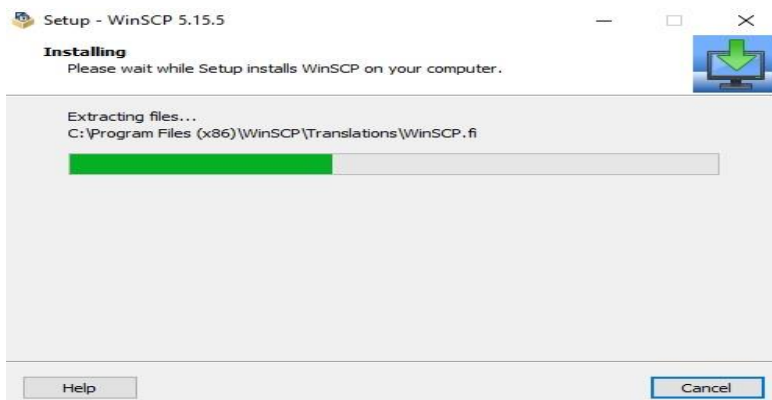 Setup - WinSCP 5.15.5
Installing
Please wait while Setup installs WinSCP on your computer.
Extracting files...
C:\Program Files (x86)\WinSCP\Translations\WinSCP.fi
Help
Cancel